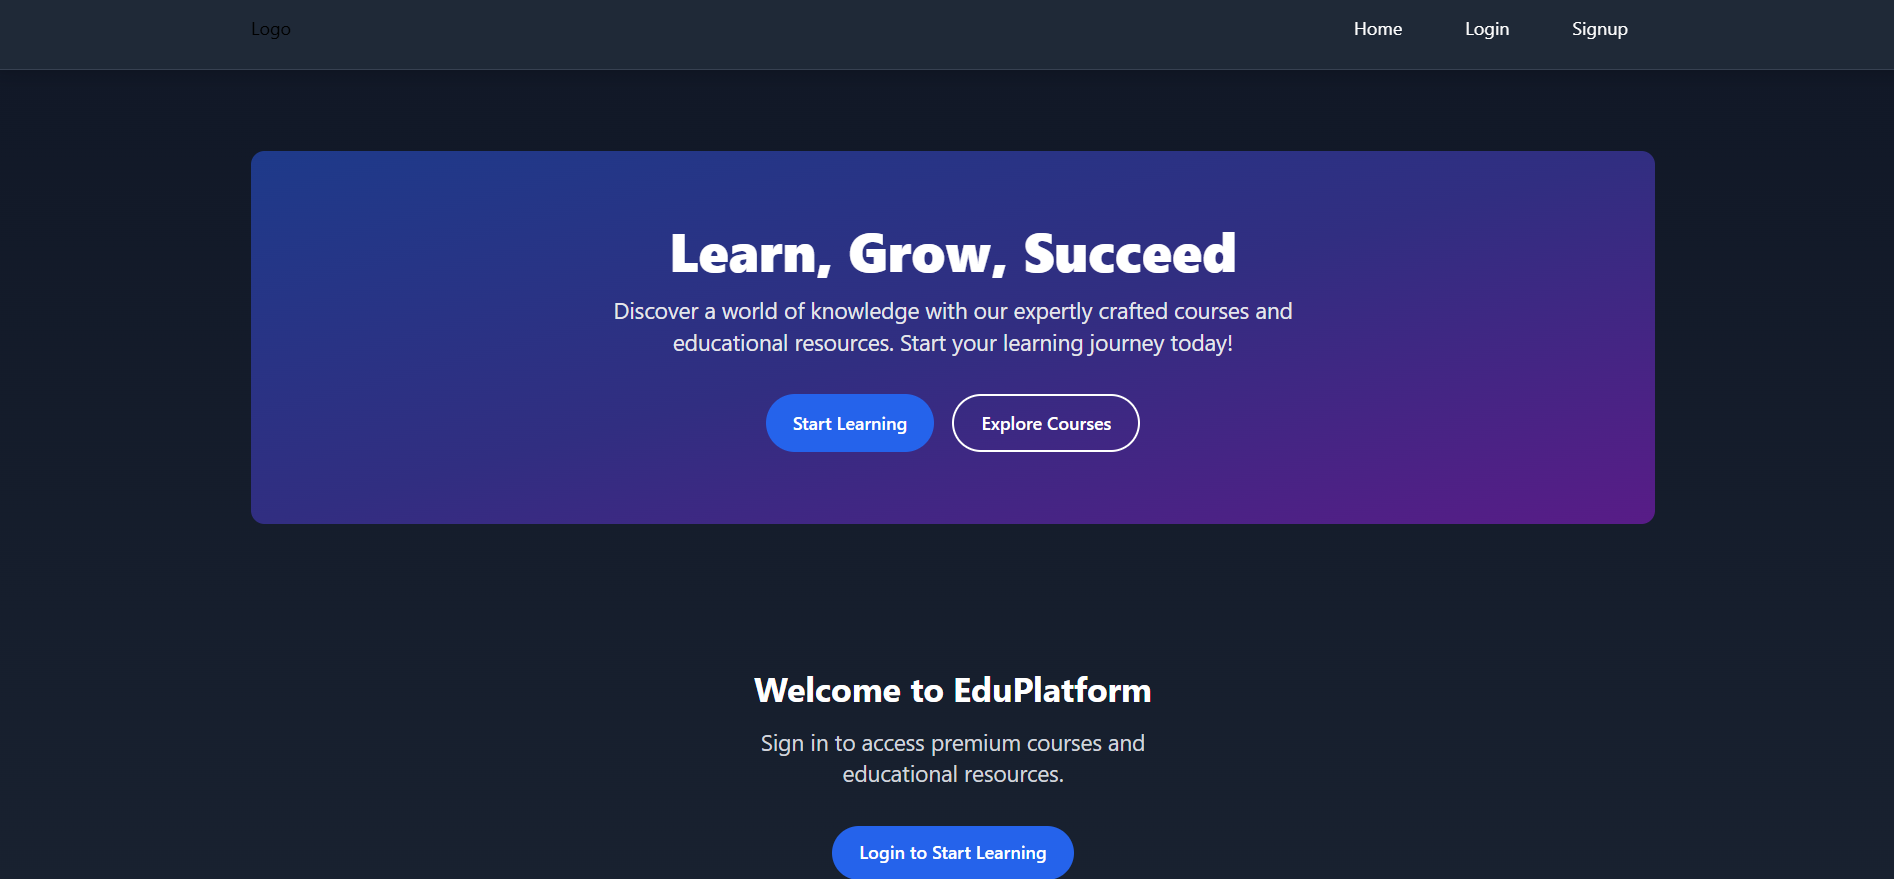 Logo
Home
Login
Signup
Learn, Grow, Succeed
Discover a world of knowledge with our expertly crafted courses and
educational resources. Start your learning journey today!
Start Learning
Explore Courses
Welcome to EduPlatform
Sign in to access premium courses and
educational resources.
Login to Start Learning